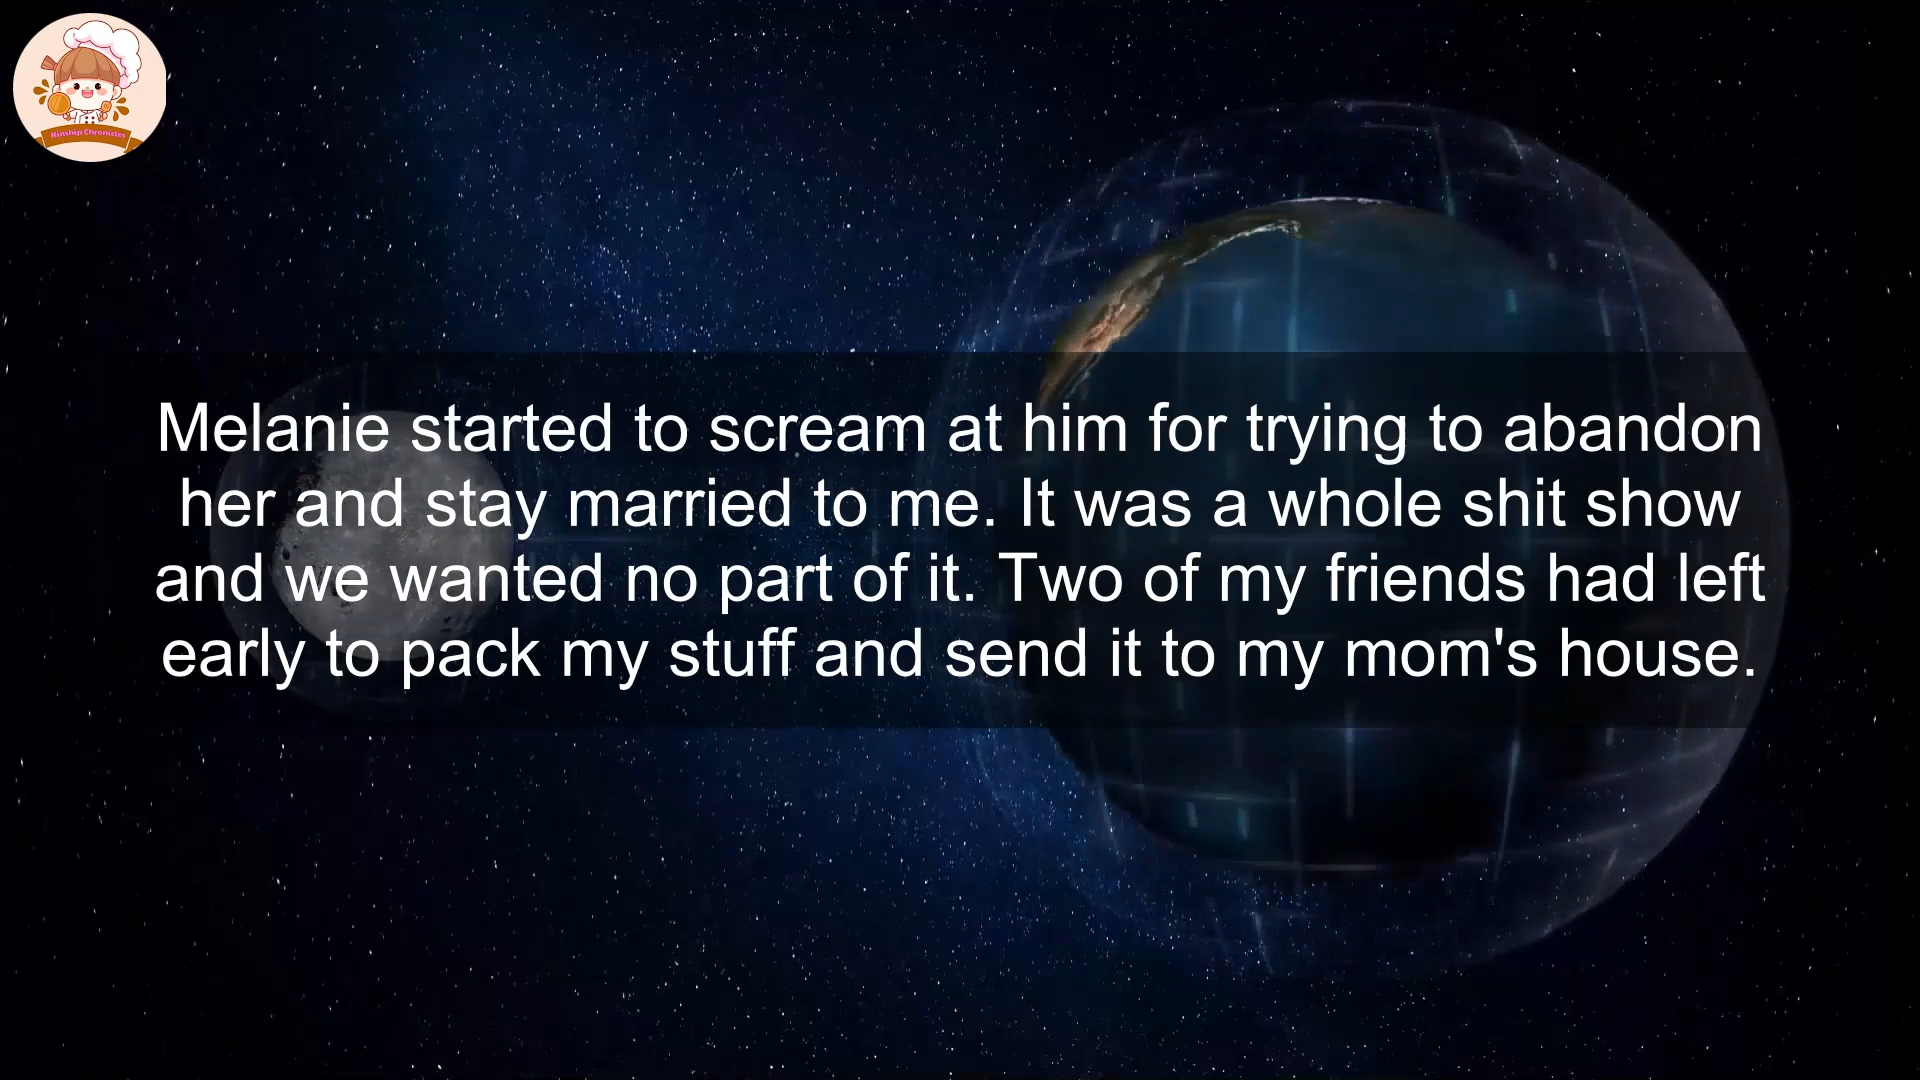 Kinship Chronicles
Melanie started to scream at him for trying to abandon
her and stay married to me. It was a whole shit show
and we wanted no part of it. Two of my friends had left
early to pack my stuff and send it to my mom's house.